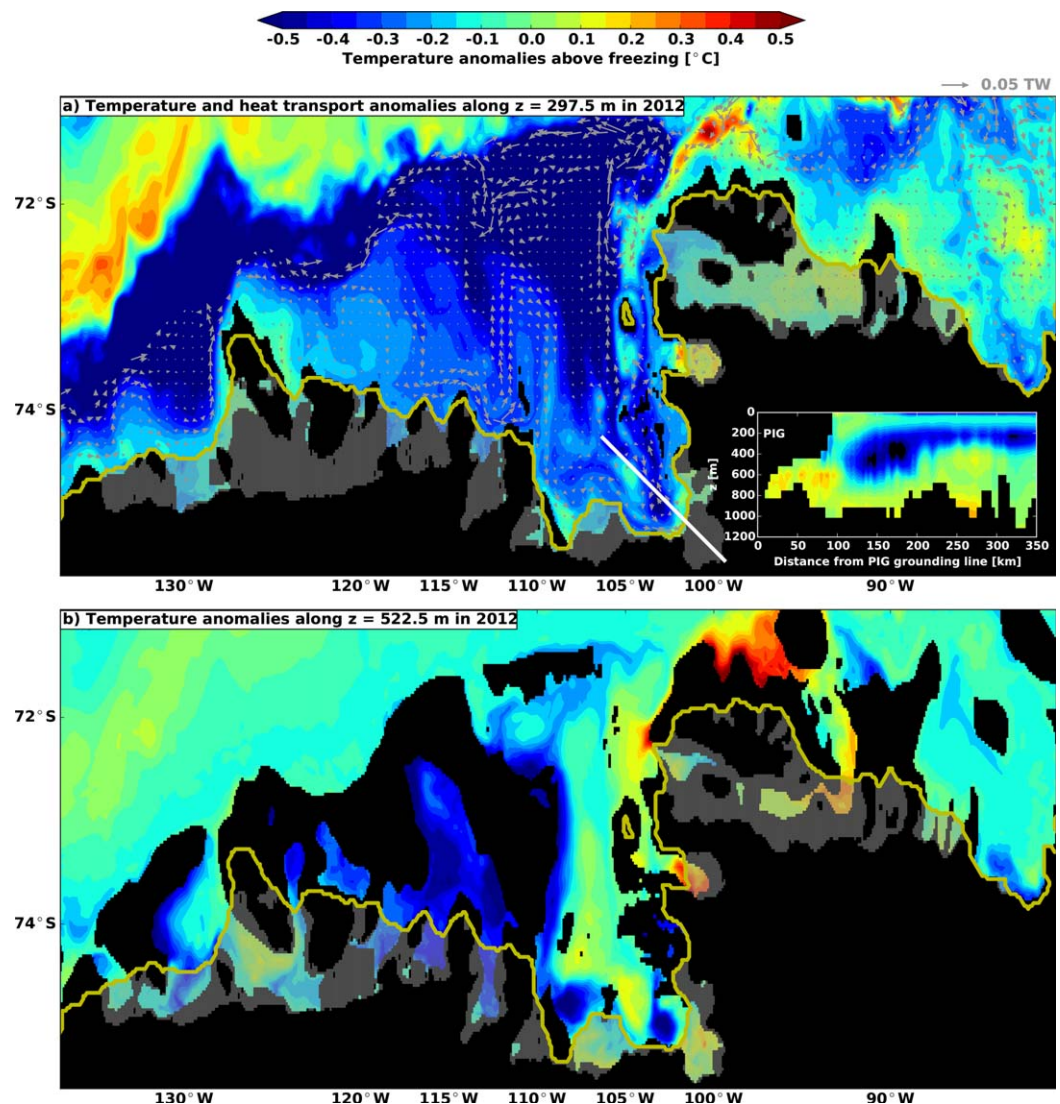 -0.5 -0.4 -0.3 -0.2 -0.1 0.0 0.1 0.2 0.3 0.4 0.5
Temperature anomalies above freezing [°C]
0.05 TW
a) Temperature and heat transport anomalies along z = 297.5 m in 2012
72°S
74°S
0
200
400
600
800
1000
1200
z [m]
PIG
0 50 100 150 200 250 300 350
Distance from PIG grounding line [km]
130°W 120°W 110°W 105°W 100°W 90°W
b) Temperature anomalies along z = 522.5 m in 2012
72°S
74°S
130°W 120°W 110°W 105°W 100°W 90°W